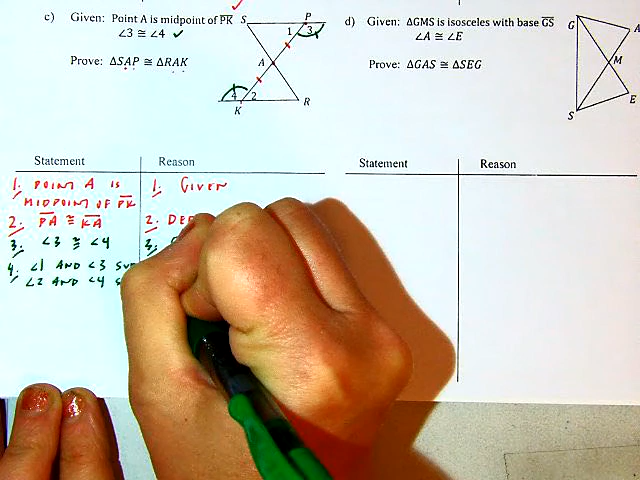 c) Given: Point A is midpoint of PK
∠3 ≅ ∠4 ✓
Prove: ΔSAP ≅ ΔRAK
S P
1 3
A
4 2
K R
d) Given: ΔGMS is isosceles with base GS
∠A ≅ ∠E
Prove: ΔGAS ≅ ΔSEG
G A
M
E
S
Statement Reason
1. POINT A IS 1. GIVEN
MIDPOINT OF PK
2. PA ≅ KA 2. DEF
3. ∠3 ≅ ∠4 3.
4. ∠1 AND ∠3
∠2 AND ∠4
Statement Reason